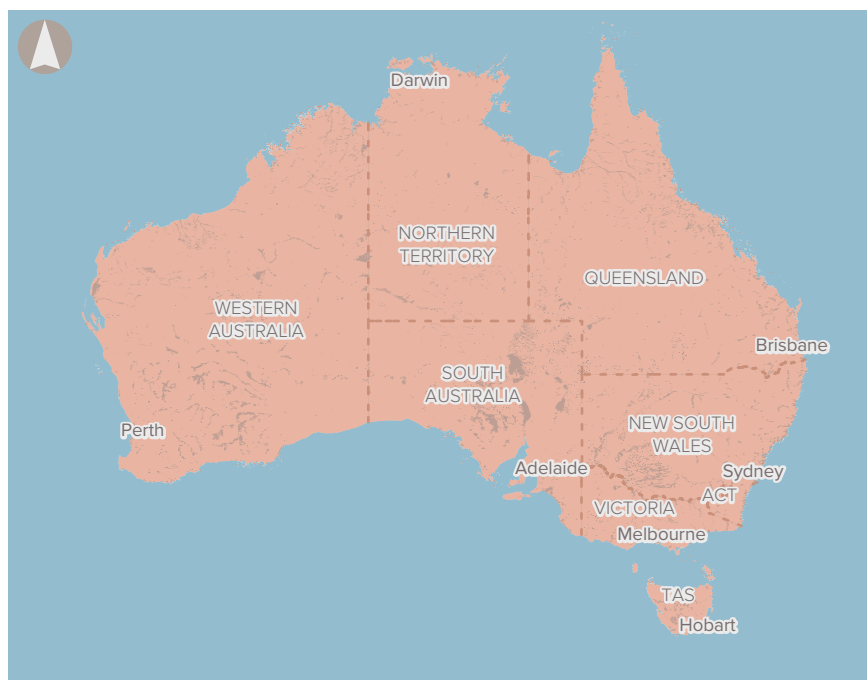 Darwin
NORTHERN
TERRITORY
QUEENSLAND
WESTERN
AUSTRALIA
Brisbane
SOUTH
AUSTRALIA
Perth
NEW SOUTH
WALES
Adelaide
Sydney
ACT
VICTORIA
Melbourne
TAS
Hobart